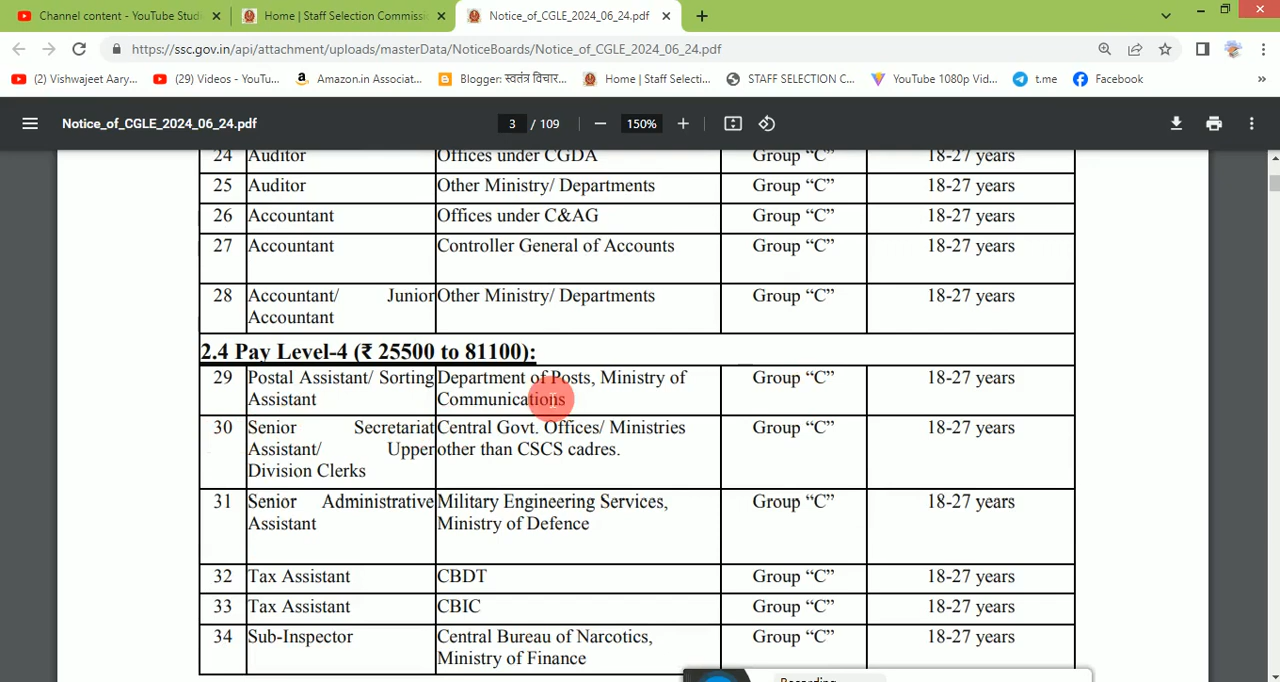 Content content - YouTube Stud
Home | Staff Selection Commissi
Notice_of_CGLE_2024_06_24.pdf
https://ssc.gov.in/api/attachment/uploads/masterData/NoticeBoards/Notice_of_CGLE_2024_06_24.pdf
(2) Vishwajeet Aary... (29) Videos - YouTu... Amazon.in Associat... Blogger: स्वतंत्र विचार... Home | Staff Selecti... STAFF SELECTION C... YouTube 1080p Vid... t.me Facebook »
Notice_of_CGLE_2024_06_24.pdf 3 / 109 150%
24 Auditor Offices under CGDA Group “C” 18-27 years
25 Auditor Other Ministry/ Departments Group “C” 18-27 years
26 Accountant Offices under C&AG Group “C” 18-27 years
27 Accountant Controller General of Accounts Group “C” 18-27 years
28 Accountant/ Junior Other Ministry/ Departments Group “C” 18-27 years
Accountant
2.4 Pay Level-4 (₹ 25500 to 81100):
29 Postal Assistant/ Sorting Department of Posts, Ministry of Group “C” 18-27 years
Assistant Communications
30 Senior Secretariat Central Govt. Offices/ Ministries Group “C” 18-27 years
Assistant/ Upper other than CSCS cadres.
Division Clerks
31 Senior Administrative Military Engineering Services, Group “C” 18-27 years
Assistant Ministry of Defence
32 Tax Assistant CBDT Group “C” 18-27 years
33 Tax Assistant CBIC Group “C” 18-27 years
34 Sub-Inspector Central Bureau of Narcotics, Group “C” 18-27 years
Ministry of Finance
Recording